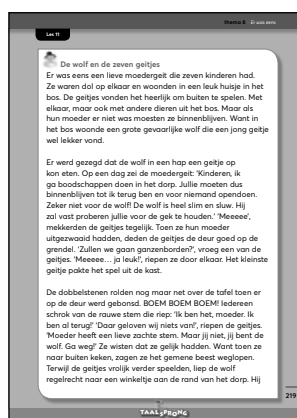 thema 8 Er was eens
Les 11
De wolf en de zeven geitjes
Er was eens een lieve moedergeit die zeven kinderen had.
Ze waren dol op elkaar en woonden in een leuk huisje in het
bos. De geitjes vonden het heerlijk om buiten te spelen. Met
elkaar, maar ook met andere dieren uit het bos. Maar als
hun moeder er niet was moesten ze binnenblijven. Want in
het bos woonde een grote gevaarlijke wolf die een jong geitje
wel lekker vond.
Er werd gezegd dat de wolf in een hap een geitje op
kon eten. Op een dag zei de moedergeit: 'Kinderen, ik
ga boodschappen doen in het dorp. Jullie moeten dus
binnenblijven tot ik terug ben en voor niemand opendoen.
Zeker niet voor de wolf! De wolf is heel slim en sluw. Hij
zal vast proberen jullie voor de gek te houden.' 'Meeeee',
mekkerden de geitjes tegelijk. Toen ze hun moeder
uitgezwaaid hadden, deden de geitjes de deur goed op de
grendel. 'Zullen we gaan ganzenborden?', vroeg een van de
geitjes. 'Meeeee... ja leuk!', riepen ze door elkaar. Het kleinste
geitje pakte het spel uit de kast.
De dobbelstenen rolden nog maar net over de tafel toen er
op de deur werd gebonsd. BOEM BOEM BOEM! Iedereen
schrok van de rauwe stem die riep: 'Ik ben het, moeder. Ik
ben al terug!' 'Daar geloven wij niets van!', riepen de geitjes.
'Moeder heeft een lieve zachte stem. Maar jij niet, jij bent de
wolf. Ga weg!' Ze wisten dat ze gelijk hadden. Want toen ze
naar buiten keken, zagen ze het gemene beest weglopen.
Terwijl de geitjes vrolijk verder speelden, liep de wolf
regelrecht naar een winkeltje aan de rand van het dorp. Hij
219
TAALSPRONG